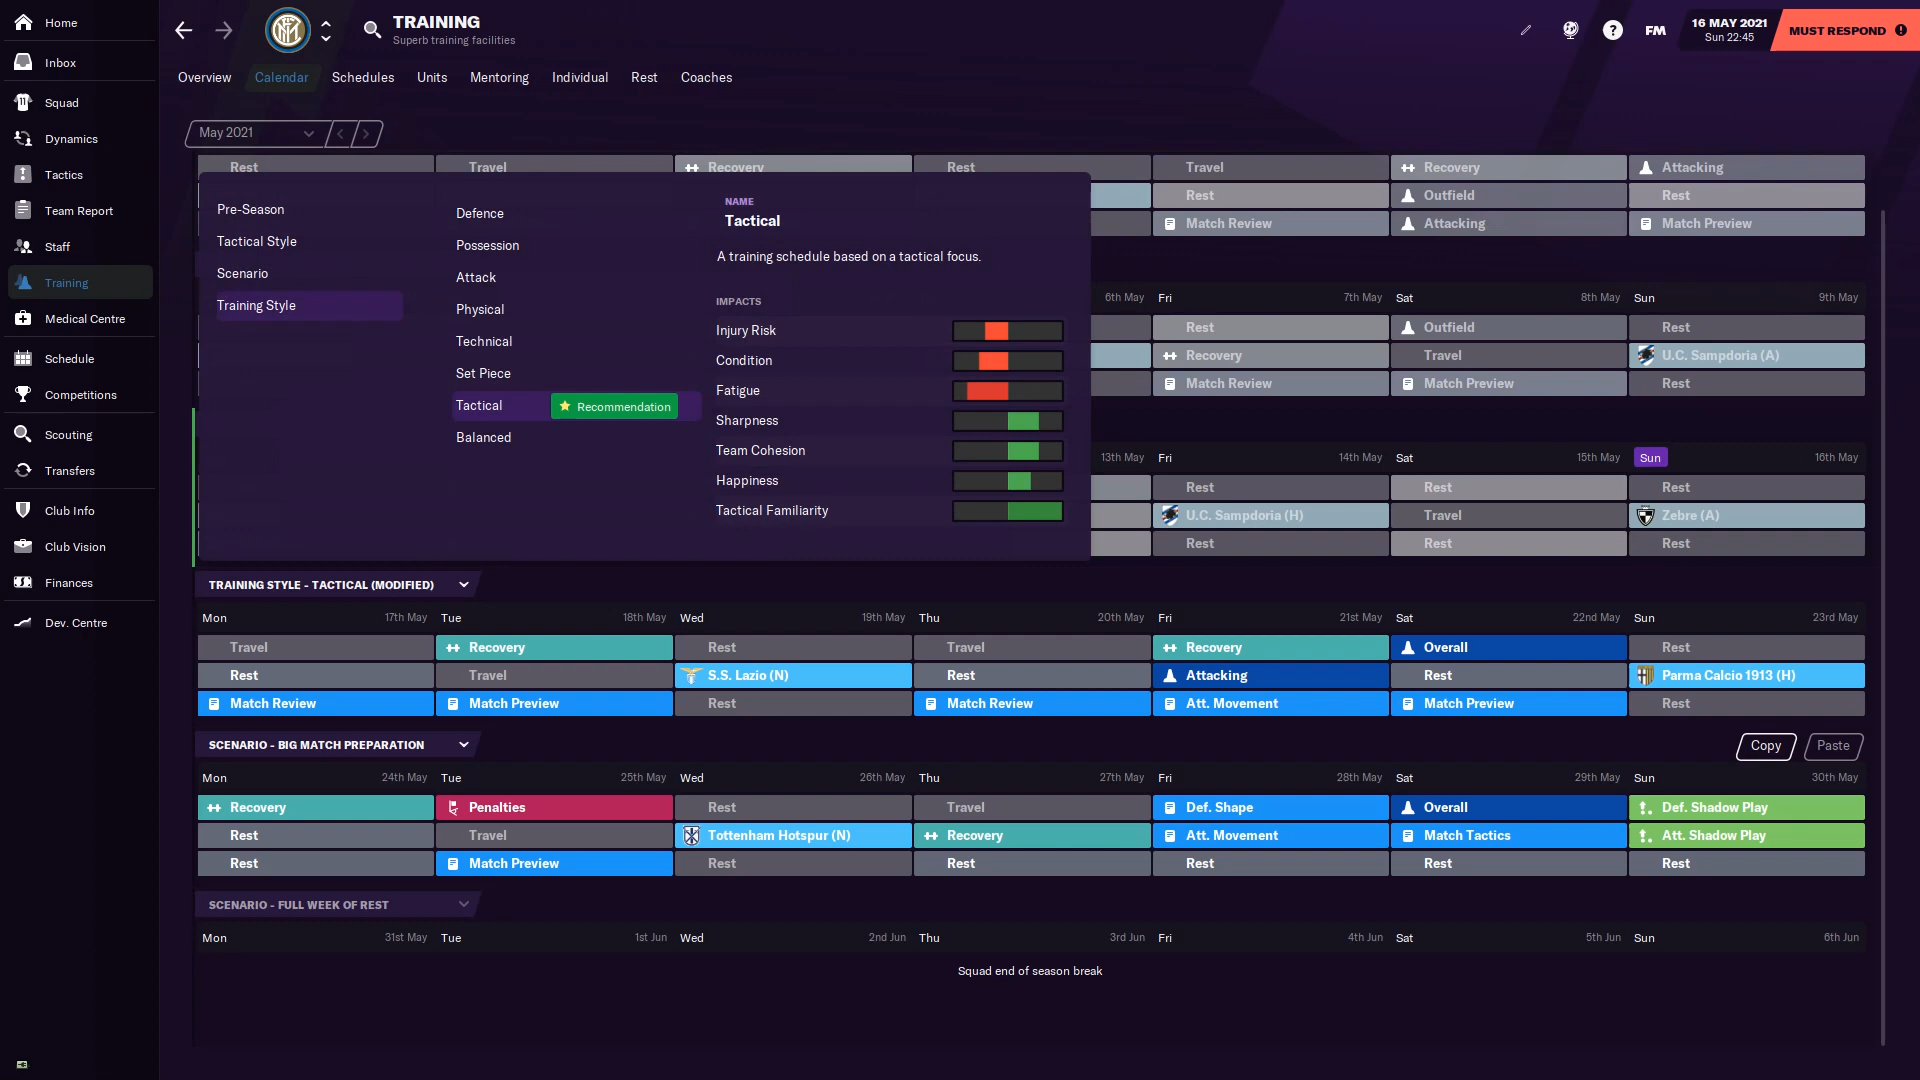 Home
Inbox
Squad
Dynamics
Tactics
Team Report
Staff
Training
Medical Centre
Schedule
Competitions
Scouting
Transfers
Club Info
Club Vision
Finances
Dev. Centre
TRAINING
Superb training facilities
FM
16 MAY 2021
Sun 22:45
MUST RESPOND
Overview Calendar Schedules Units Mentoring Individual Rest Coaches
May 2021
Rest Travel Recovery Rest Travel Recovery Attacking
Rest Outfield Rest
Match Review Attacking Match Preview
Pre-Season
Tactical Style
Scenario
Training Style
Defence
Possession
Attack
Physical
Technical
Set Piece
Tactical Recommendation
Balanced
NAME
Tactical
A training schedule based on a tactical focus.
IMPACTS
Injury Risk
Condition
Fatigue
Sharpness
Team Cohesion
Happiness
Tactical Familiarity
6th May Fri 7th May Sat 8th May Sun 9th May
Rest Outfield Rest
Recovery Travel U.C. Sampdoria (A)
Match Review Match Preview Rest
13th May Fri 14th May Sat 15th May Sun 16th May
Rest Rest Rest
U.C. Sampdoria (H) Travel Zebre (A)
Rest Rest Rest
TRAINING STYLE - TACTICAL (MODIFIED)
Mon 17th May Tue 18th May Wed 19th May Thu 20th May Fri 21st May Sat 22nd May Sun 23rd May
Travel Recovery Rest Travel Recovery Overall Rest
Rest Travel S.S. Lazio (N) Rest Attacking Rest Parma Calcio 1913 (H)
Match Review Match Preview Rest Match Review Att. Movement Match Preview Rest
SCENARIO - BIG MATCH PREPARATION
Copy Paste
Mon 24th May Tue 25th May Wed 26th May Thu 27th May Fri 28th May Sat 29th May Sun 30th May
Recovery Penalties Rest Travel Def. Shape Overall Def. Shadow Play
Rest Travel Tottenham Hotspur (N) Recovery Att. Movement Match Tactics Att. Shadow Play
Rest Match Preview Rest Rest Rest Rest Rest
SCENARIO - FULL WEEK OF REST
Mon 31st May Tue 1st Jun Wed 2nd Jun Thu 3rd Jun Fri 4th Jun Sat 5th Jun Sun 6th Jun
Squad end of season break